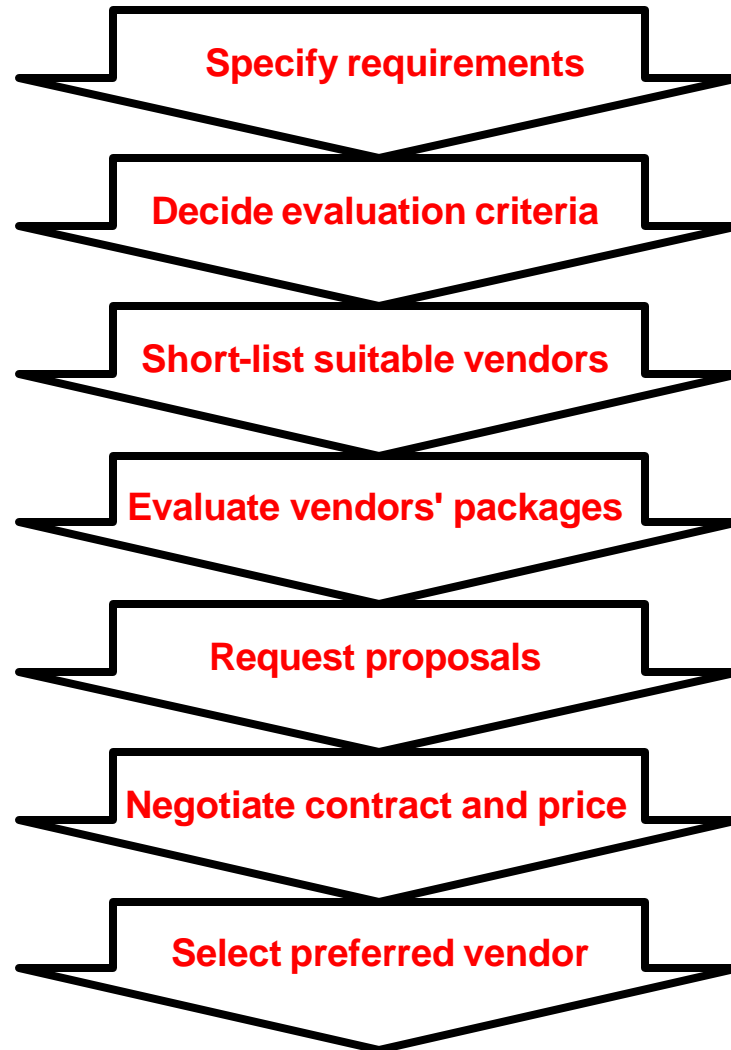 Specify requirements
Decide evaluation criteria
Short-list suitable vendors
Evaluate vendors' packages
Request proposals
Negotiate contract and price
Select preferred vendor